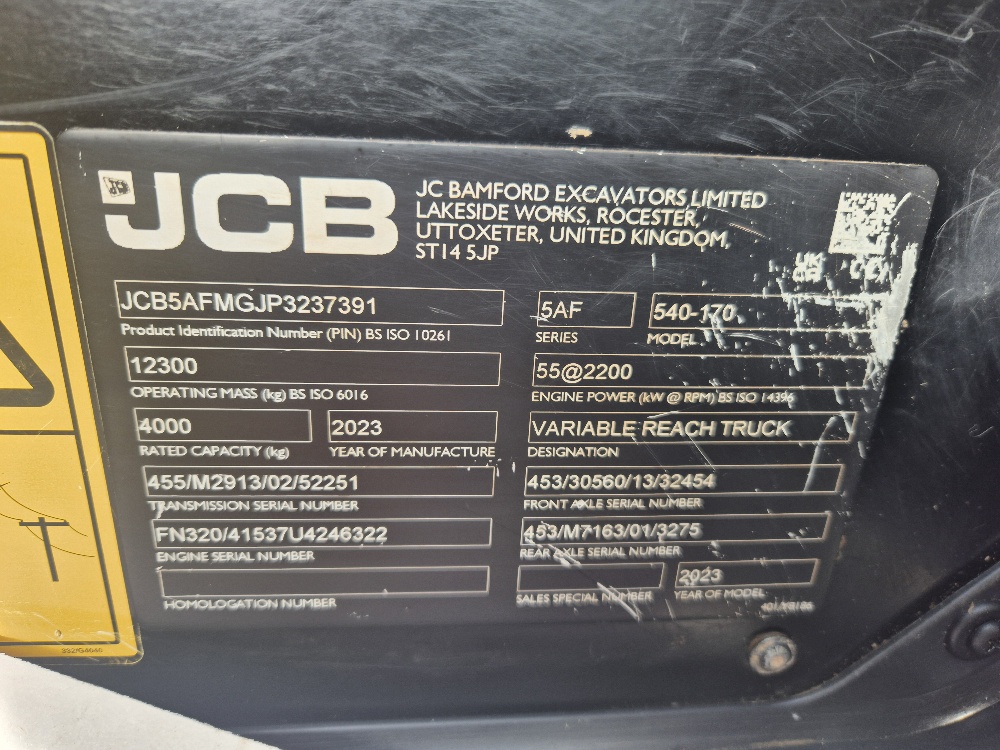 JCB
JC BAMFORD EXCAVATORS LIMITED
LAKESIDE WORKS, ROCESTER,
UTTOXETER, UNITED KINGDOM,
ST14 5JP
JCB5AFMGJP3237391
Product Identification Number (PIN) BS ISO 10261
5AF
SERIES
540-170
MODEL
12300
OPERATING MASS (kg) BS ISO 6016
55@2200
ENGINE POWER (kW @ RPM) BS ISO 14396
4000
RATED CAPACITY (kg)
2023
YEAR OF MANUFACTURE
VARIABLE REACH TRUCK
DESIGNATION
455/M2913/02/52251
TRANSMISSION SERIAL NUMBER
453/30560/13/32454
FRONT AXLE SERIAL NUMBER
FN320/41537U4246322
ENGINE SERIAL NUMBER
453/M7163/01/3275
REAR AXLE SERIAL NUMBER
HOMOLOGATION NUMBER
SALES SPECIAL NUMBER
2023
YEAR OF MODEL
332/G4646